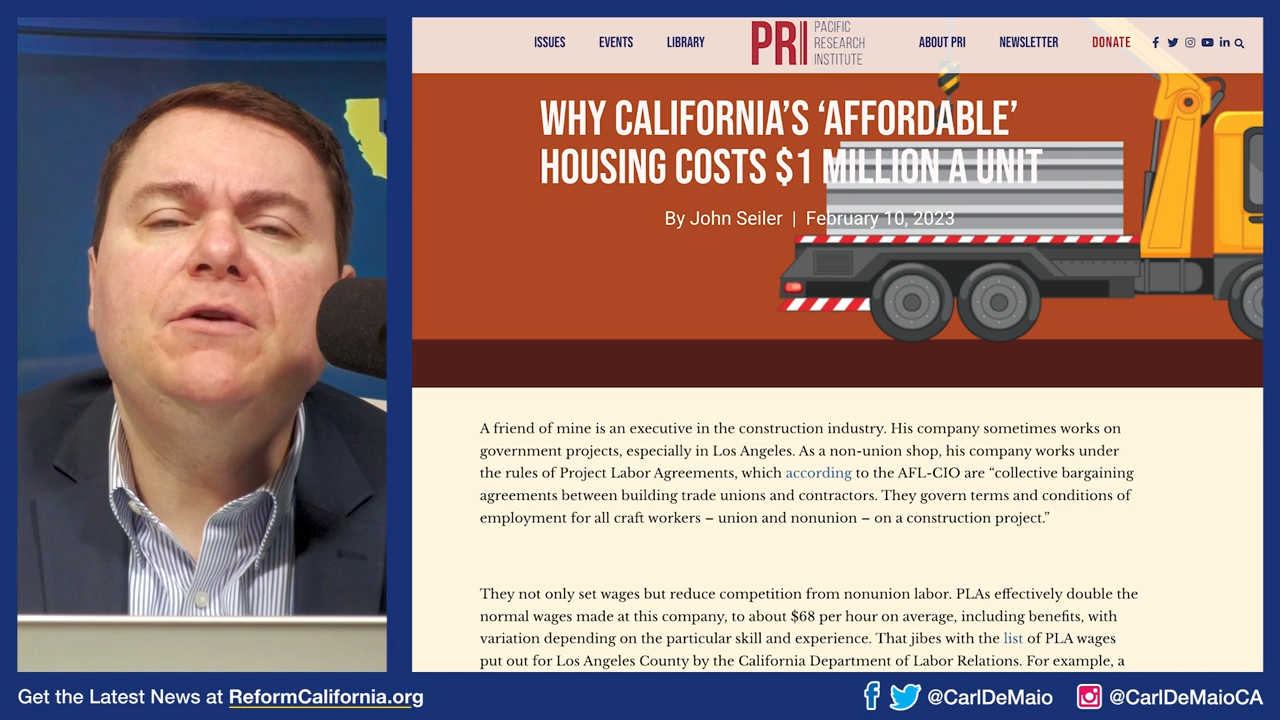 ISSUES EVENTS LIBRARY
PRI PACIFIC
RESEARCH
INSTITUTE
ABOUT PRI NEWSLETTER DONATE
WHY CALIFORNIA’S ‘AFFORDABLE’
HOUSING COSTS $1 MILLION A UNIT
By John Seiler | February 10, 2023
A friend of mine is an executive in the construction industry. His company sometimes works on
government projects, especially in Los Angeles. As a non-union shop, his company works under
the rules of Project Labor Agreements, which according to the AFL-CIO are “collective bargaining
agreements between building trade unions and contractors. They govern terms and conditions of
employment for all craft workers – union and nonunion – on a construction project.”
They not only set wages but reduce competition from nonunion labor. PLAs effectively double the
normal wages made at this company, to about $68 per hour on average, including benefits, with
variation depending on the particular skill and experience. That jibes with the list of PLA wages
put out for Los Angeles County by the California Department of Labor Relations. For example, a
Get the Latest News at ReformCalifornia.org
@CarlDeMaio @CarlDeMaioCA